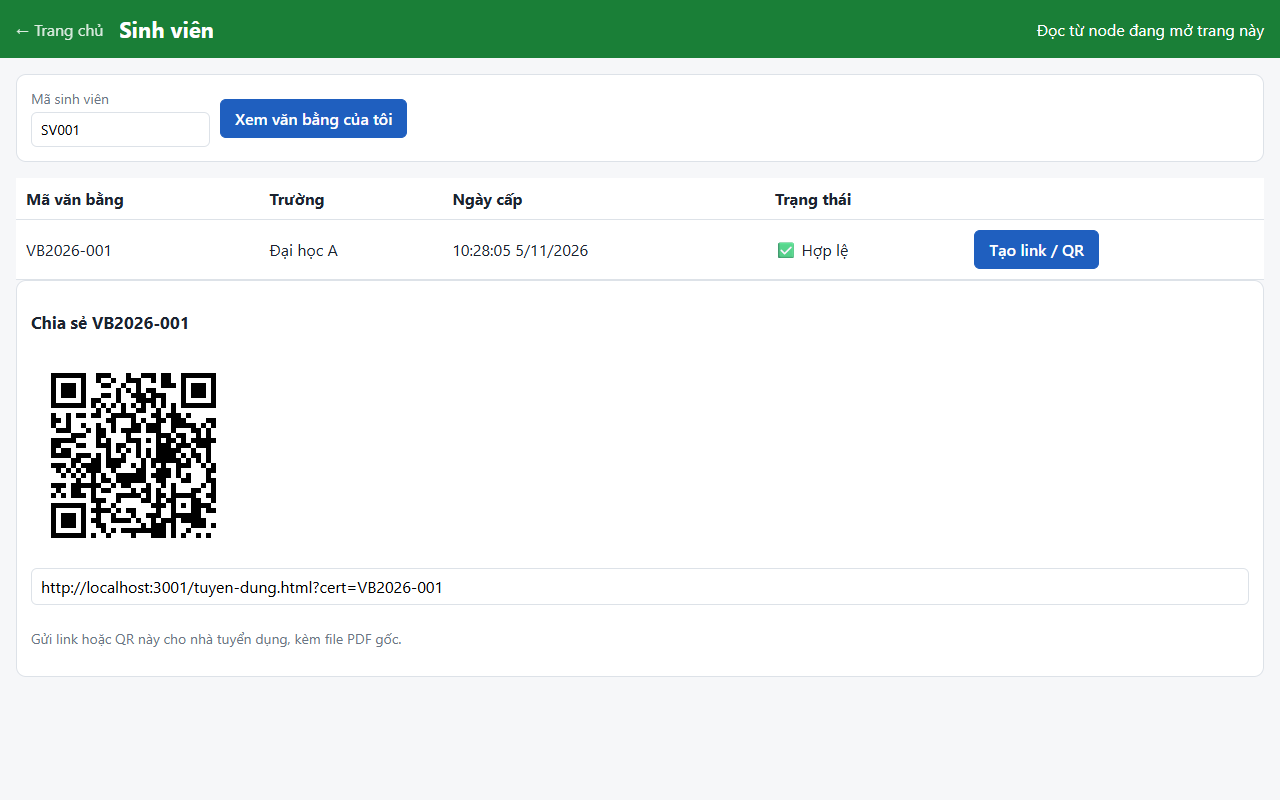 ← Trang chủ Sinh viên Đọc từ node đang mở trang này
Mã sinh viên
SV001 Xem văn bằng của tôi
Mã văn bằng Trường Ngày cấp Trạng thái
VB2026-001 Đại học A 10:28:05 5/11/2026 ✅ Hợp lệ Tạo link / QR
Chia sẻ VB2026-001
http://localhost:3001/tuyen-dung.html?cert=VB2026-001
Gửi link hoặc QR này cho nhà tuyển dụng, kèm file PDF gốc.